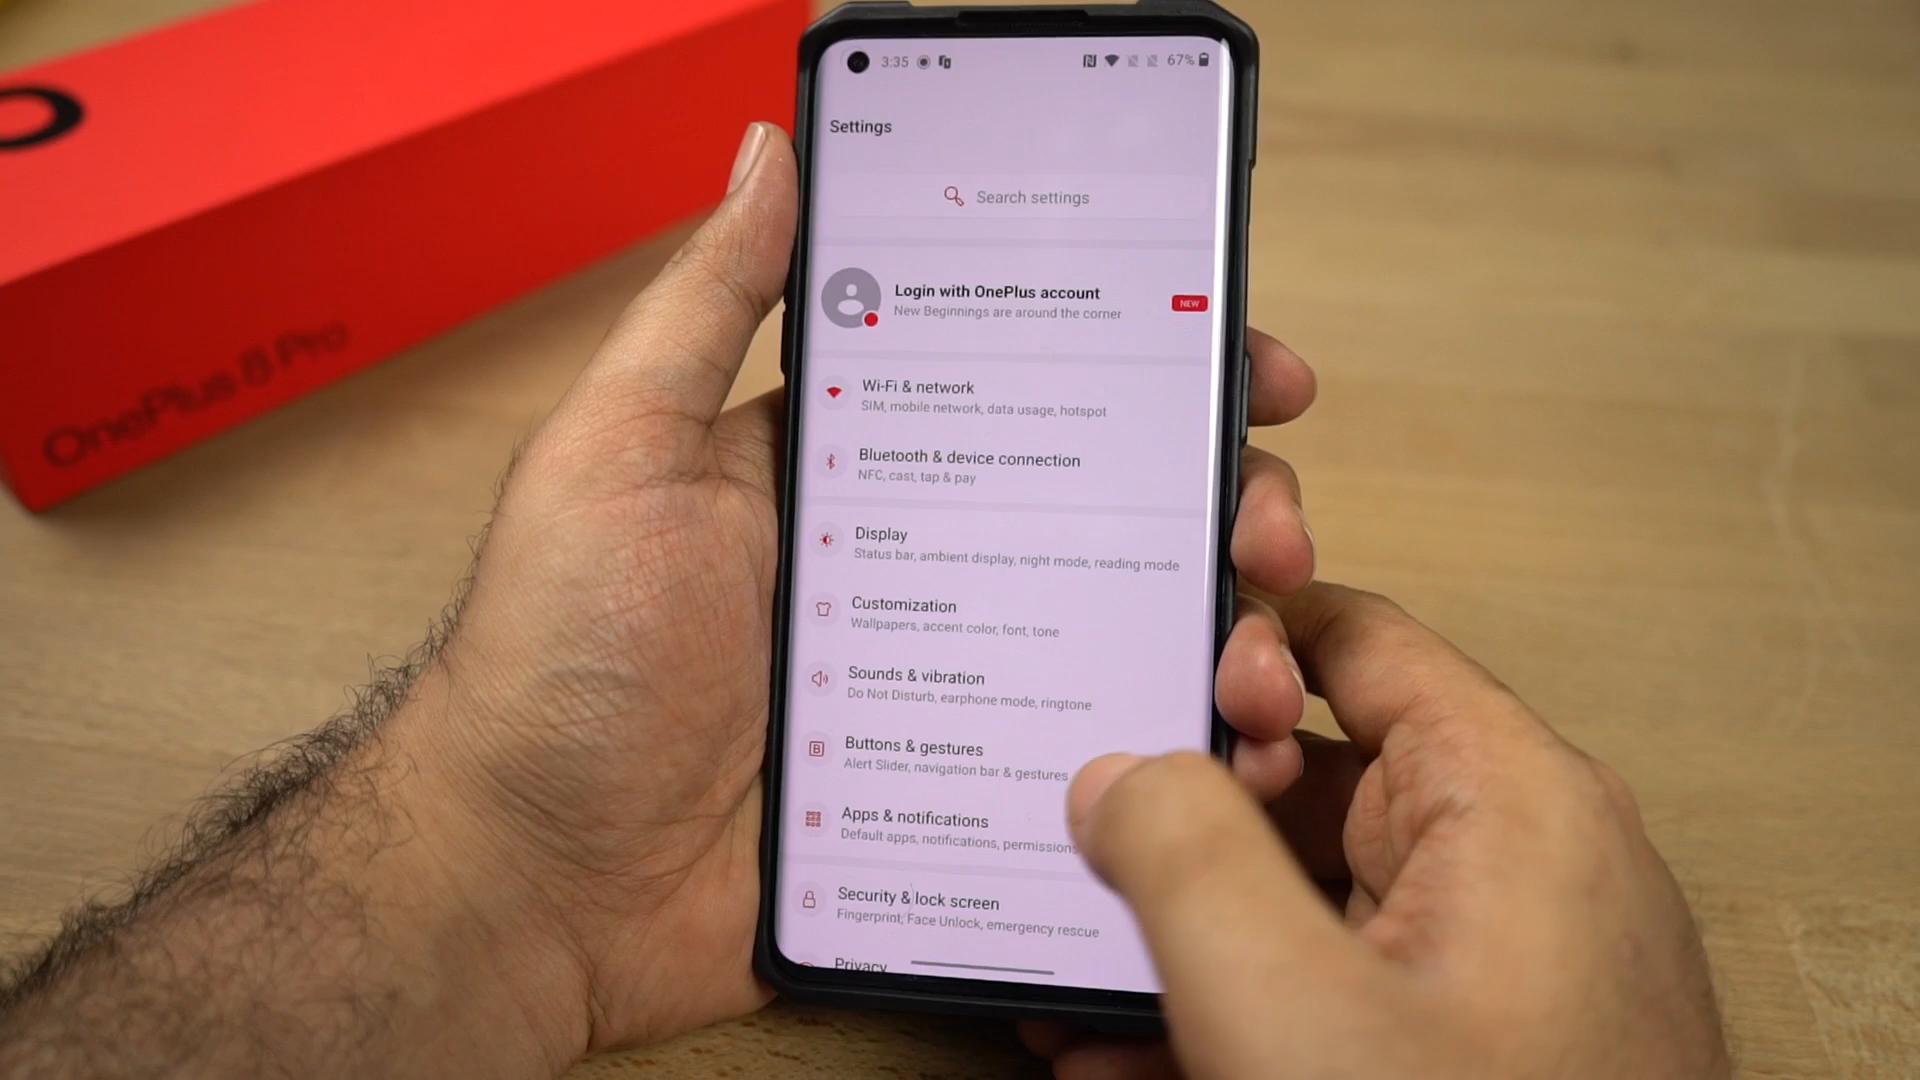 OnePlus 8 Pro
3:35
67%
Settings
Search settings
Login with OnePlus account
New Beginnings are around the corner
NEW
Wi-Fi & network
SIM, mobile network, data usage, hotspot
Bluetooth & device connection
NFC, cast, tap & pay
Display
Status bar, ambient display, night mode, reading mode
Customization
Wallpapers, accent color, font, tone
Sounds & vibration
Do Not Disturb, earphone mode, ringtone
B
Buttons & gestures
Alert Slider, navigation bar & gestures
Apps & notifications
Default apps, notifications, permissions
Security & lock screen
Fingerprint, Face Unlock, emergency rescue
Privacy